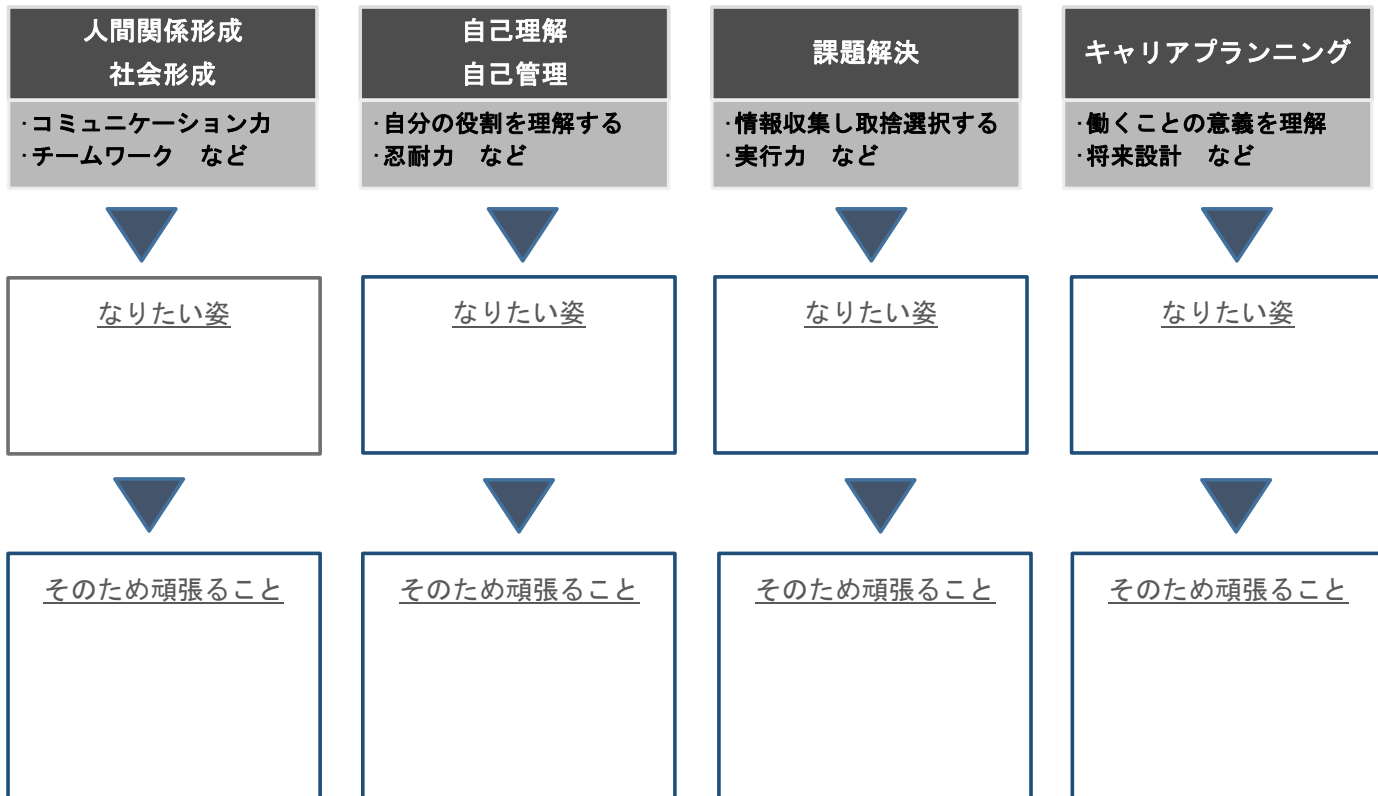 人間関係形成
社会形成
・コミュニケーション力
・チームワーク　など
自己理解
自己管理
・自分の役割を理解する
・忍耐力　など
課題解決
・情報収集し取捨選択する
・実行力　など
キャリアプランニング
・働くことの意義を理解
・将来設計　など
なりたい姿
なりたい姿
なりたい姿
なりたい姿
そのため頑張ること
そのため頑張ること
そのため頑張ること
そのため頑張ること